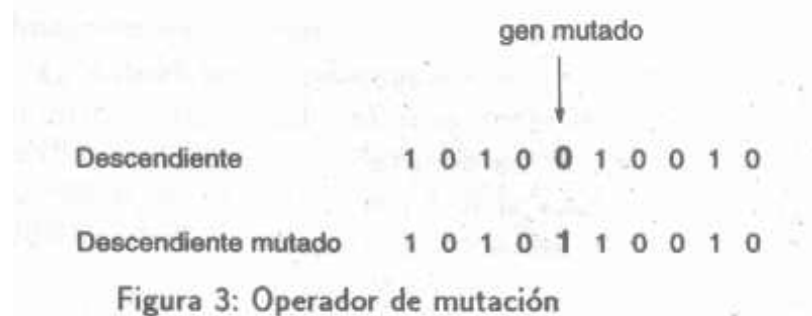 gen mutado
Descendiente 1 0 1 0 0 1 0 0 1 0
Descendiente mutado 1 0 1 0 1 1 0 0 1 0
Figura 3: Operador de mutación